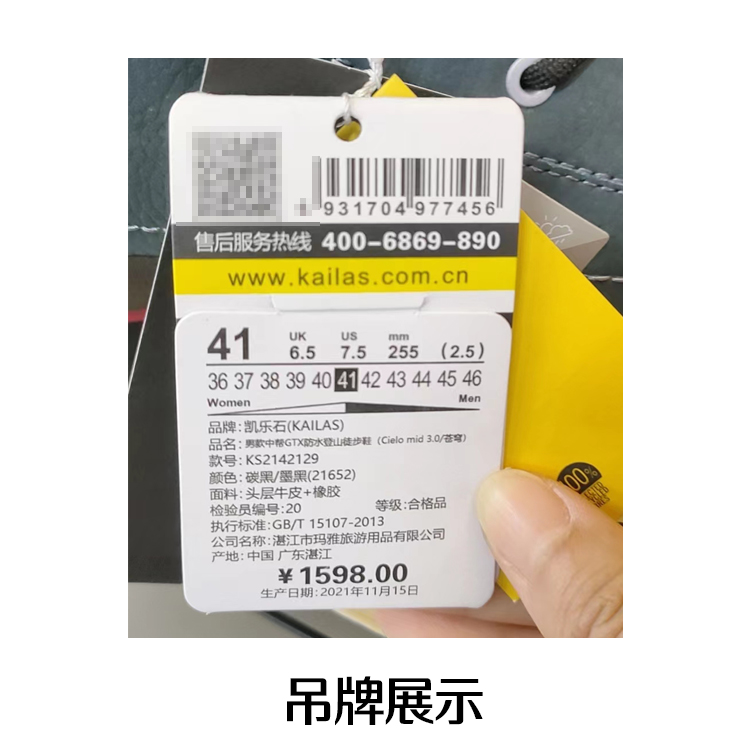 931704 977456
售后服务热线 400-6869-890
www.kailas.com.cn
41 UK 6.5 US 7.5 mm 255 (2.5)
36 37 38 39 40 41 42 43 44 45 46
Women Men
品牌:凯乐石(KAILAS)
品名:男款中帮GTX防水登山徒步鞋(Cielo mid 3.0/苍穹)
款号:KS2142129
颜色:碳黑/墨黑(21652)
面料:头层牛皮+橡胶
检验员编号:20 等级:合格品
执行标准:GB/T 15107-2013
公司名称:湛江市玛雅旅游用品有限公司
产地:中国 广东湛江
¥1598.00
生产日期:2021年11月15日
吊牌展示